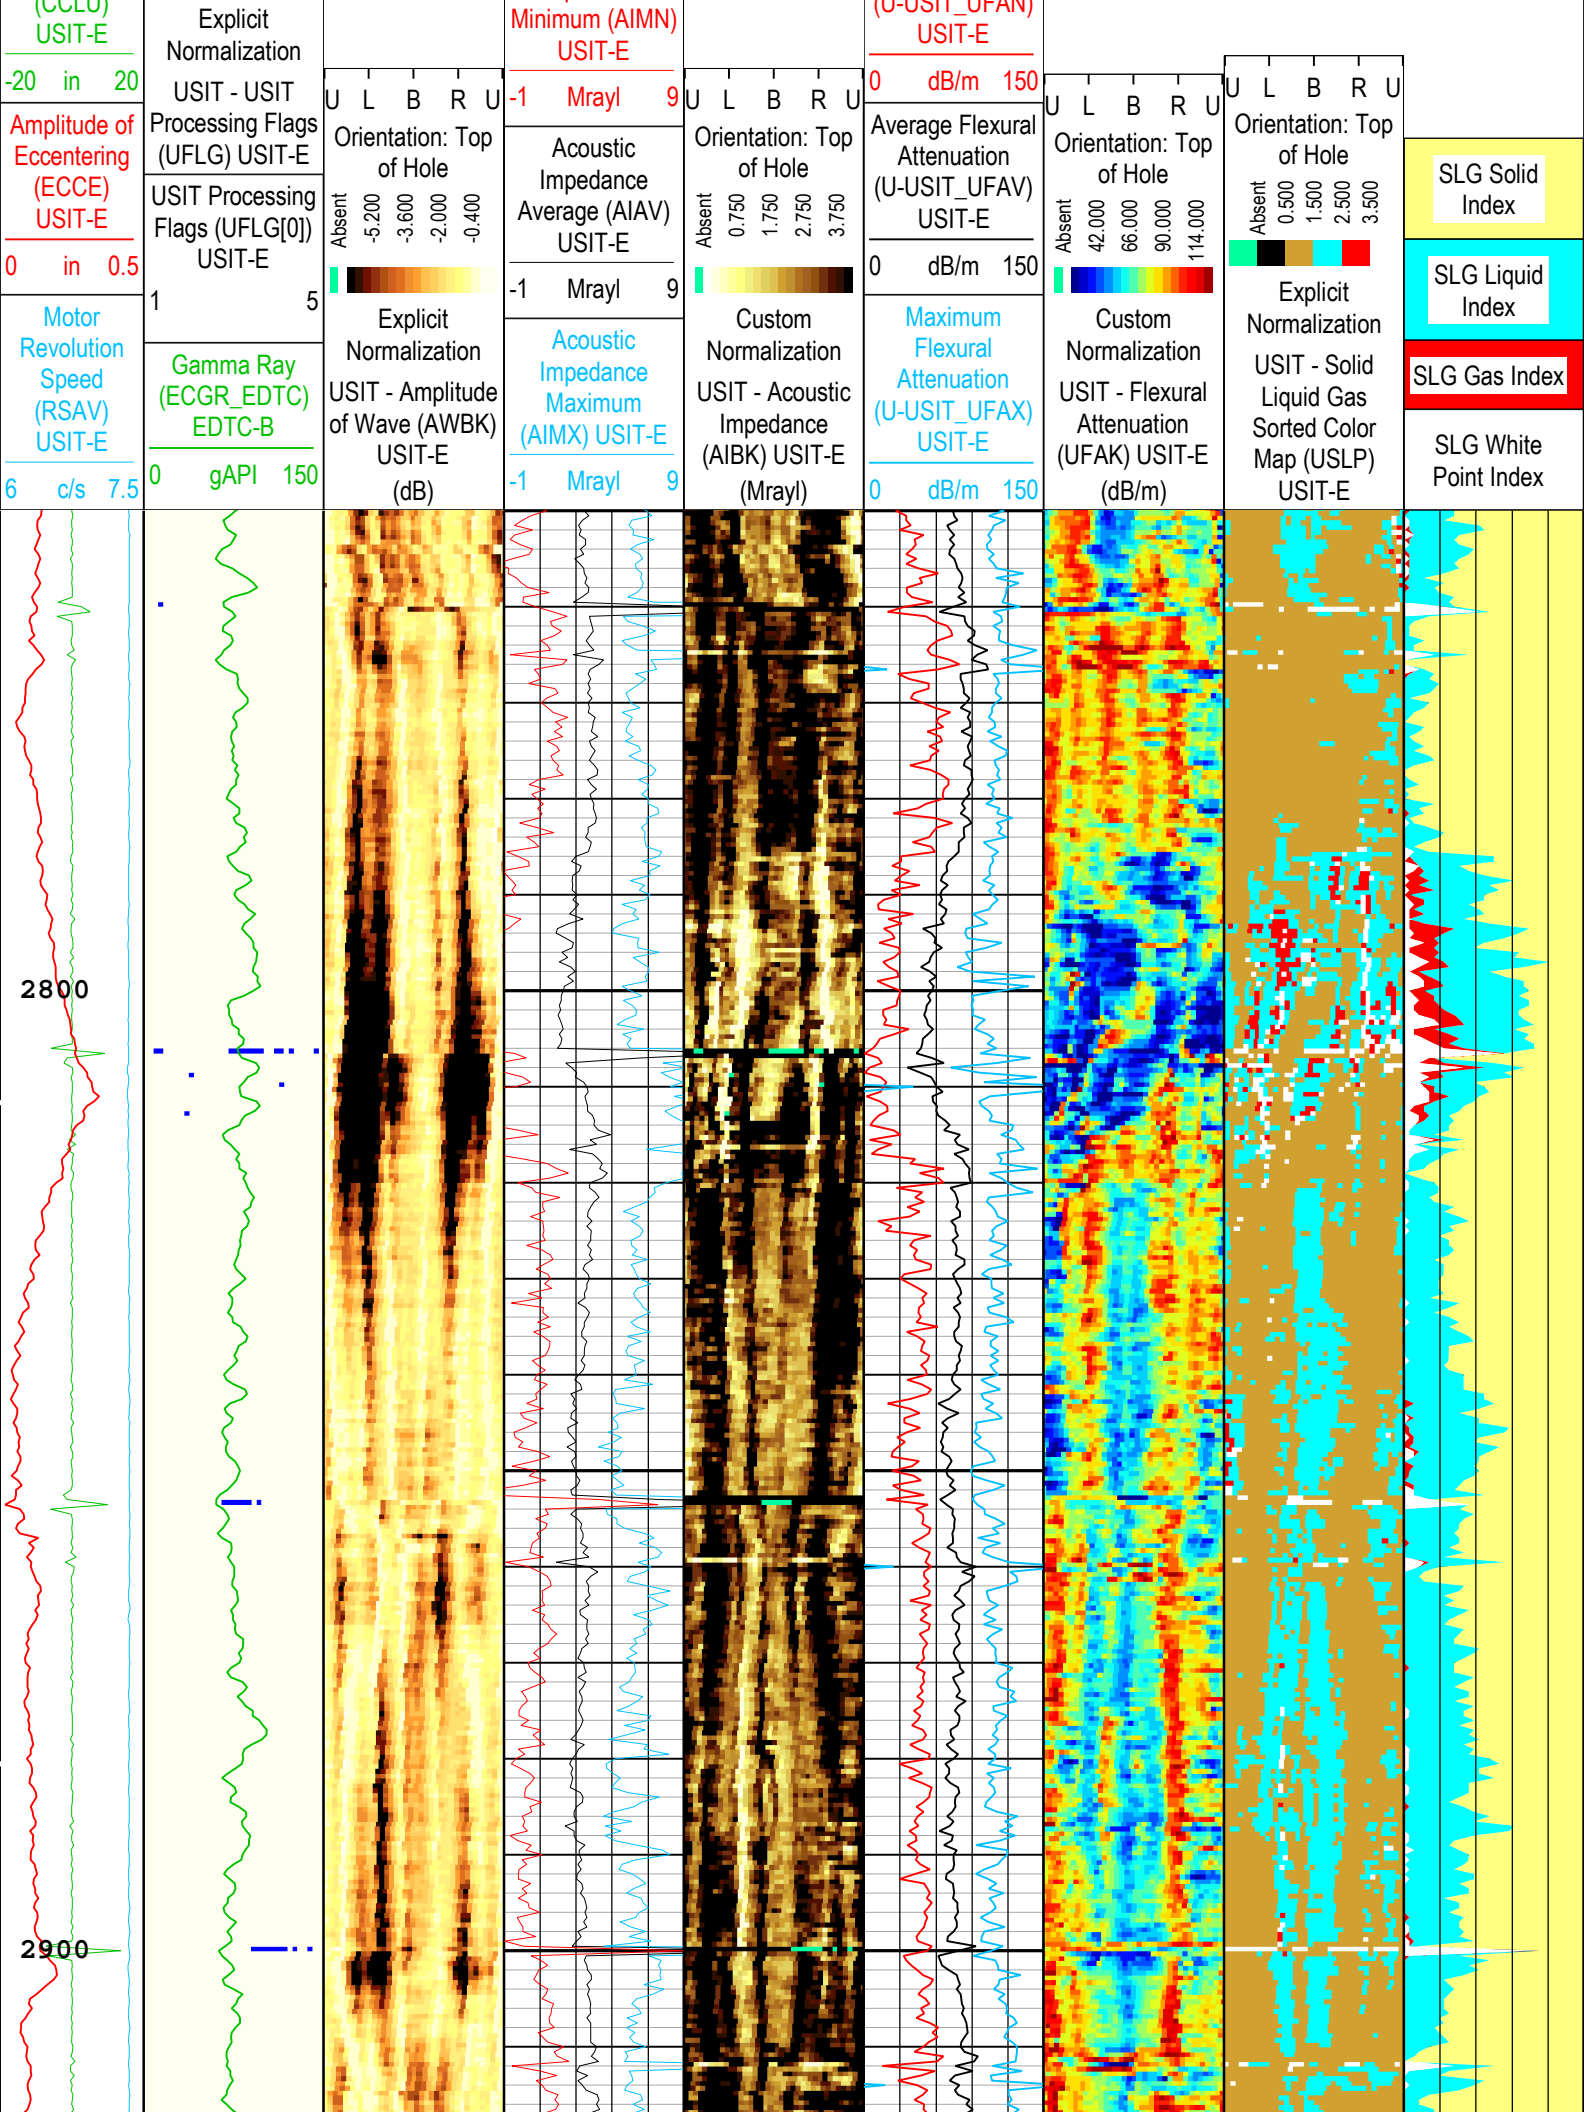 (CCLU)
USIT-E
-20 in 20
Amplitude of
Eccentering
(ECCE)
USIT-E
0 in 0.5
Motor
Revolution
Speed
(RSAV)
USIT-E
6 c/s 7.5
Explicit
Normalization
USIT - USIT
Processing Flags
(UFLG) USIT-E
USIT Processing
Flags (UFLG[0])
USIT-E
1 5
Gamma Ray
(ECGR_EDTC)
EDTC-B
0 gAPI 150
U L B R U
Orientation: Top
of Hole
Absent
-5.200
-3.600
-2.000
-0.400
Explicit
Normalization
USIT - Amplitude
of Wave (AWBK)
USIT-E
(dB)
Minimum (AIMN)
USIT-E
-1 Mrayl 9
Acoustic
Impedance
Average (AIAV)
USIT-E
-1 Mrayl 9
Acoustic
Impedance
Maximum
(AIMX) USIT-E
-1 Mrayl 9
U L B R U
Orientation: Top
of Hole
Absent
0.750
1.750
2.750
3.750
Custom
Normalization
USIT - Acoustic
Impedance
(AIBK) USIT-E
(Mrayl)
(U-USIT_UFAN)
USIT-E
0 dB/m 150
Average Flexural
Attenuation
(U-USIT_UFAV)
USIT-E
0 dB/m 150
Maximum
Flexural
Attenuation
(U-USIT_UFAX)
USIT-E
0 dB/m 150
U L B R U
Orientation: Top
of Hole
Absent
42.000
66.000
90.000
114.000
Custom
Normalization
USIT - Flexural
Attenuation
(UFAK) USIT-E
(dB/m)
U L B R U
Orientation: Top
of Hole
Absent
0.500
1.500
2.500
3.500
Explicit
Normalization
USIT - Solid
Liquid Gas
Sorted Color
Map (USLP)
USIT-E
SLG Solid
Index
SLG Liquid
Index
SLG Gas Index
SLG White
Point Index
2800
2900